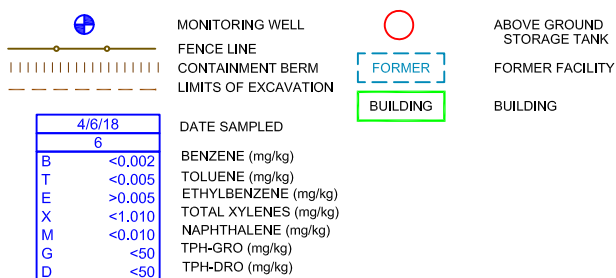 MONITORING WELL
FENCE LINE
CONTAINMENT BERM
LIMITS OF EXCAVATION
ABOVE GROUND
STORAGE TANK
FORMER FORMER FACILITY
BUILDING BUILDING
4/6/18 DATE SAMPLED
6
B <0.002 BENZENE (mg/kg)
T <0.005 TOLUENE (mg/kg)
E >0.005 ETHYLBENZENE (mg/kg)
X <1.010 TOTAL XYLENES (mg/kg)
M <0.010 NAPHTHALENE (mg/kg)
G <50 TPH-GRO (mg/kg)
D <50 TPH-DRO (mg/kg)